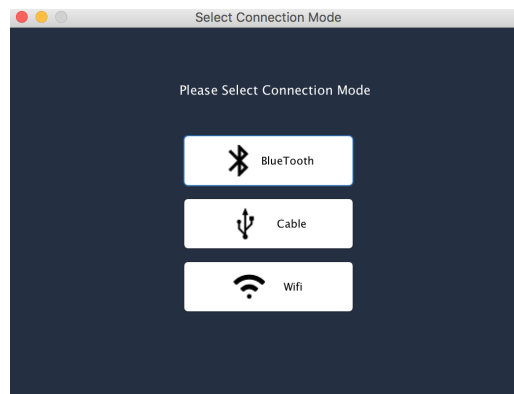 Select Connection Mode
Please Select Connection Mode
BlueTooth
Cable
Wifi